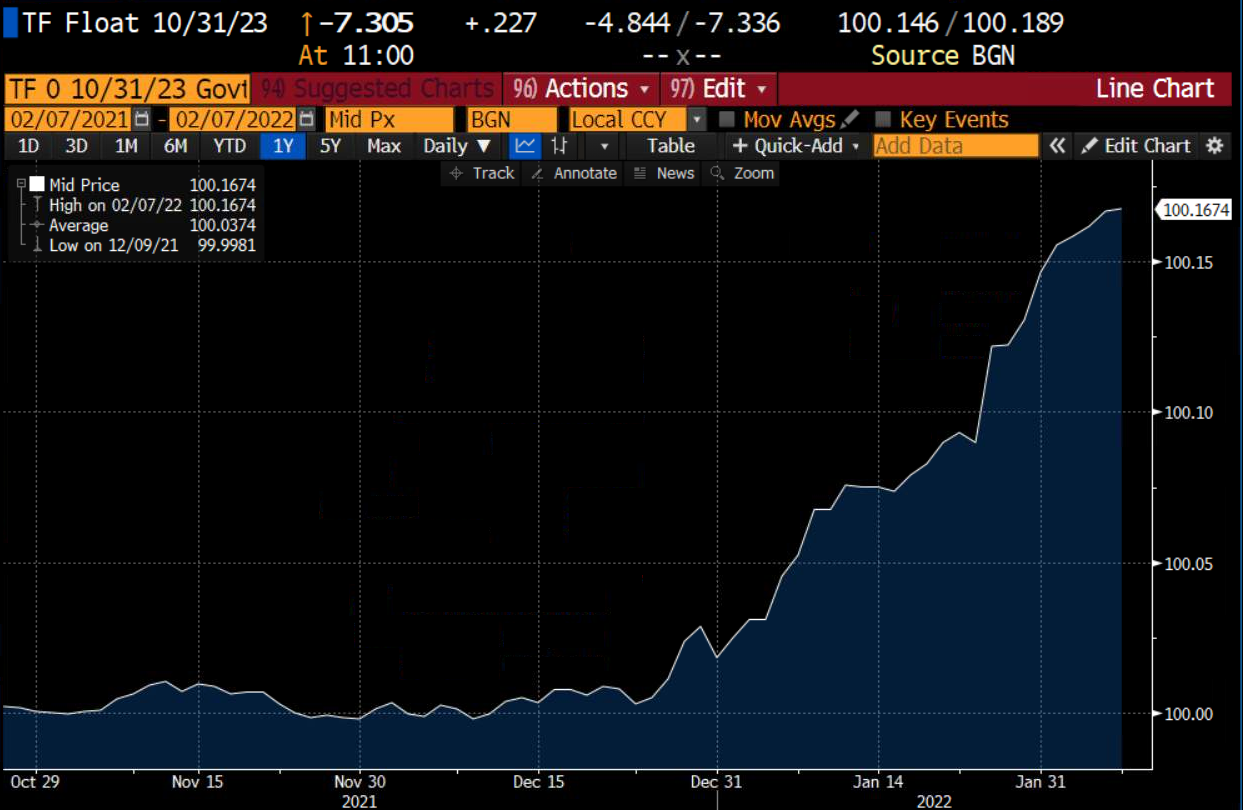 TF Float 10/31/23 ↑-7.305 +.227 -4.844/-7.336 100.146/100.189
At 11:00 --x-- Source BGN
TF 0 10/31/23 Govt 94) Suggested Charts 96) Actions 97) Edit Line Chart
02/07/2021 - 02/07/2022 Mid Px BGN Local CCY Mov Avgs Key Events
1D 3D 1M 6M YTD 1Y 5Y Max Daily ▼ Table + Quick-Add Add Data « Edit Chart
Track Annotate News Zoom
Mid Price 100.1674
High on 02/07/22 100.1674
Average 100.0374
Low on 12/09/21 99.9981
100.1674
100.15
100.10
100.05
100.00
Oct 29 Nov 15 Nov 30 Dec 15 Dec 31 Jan 14 Jan 31
2021 2022